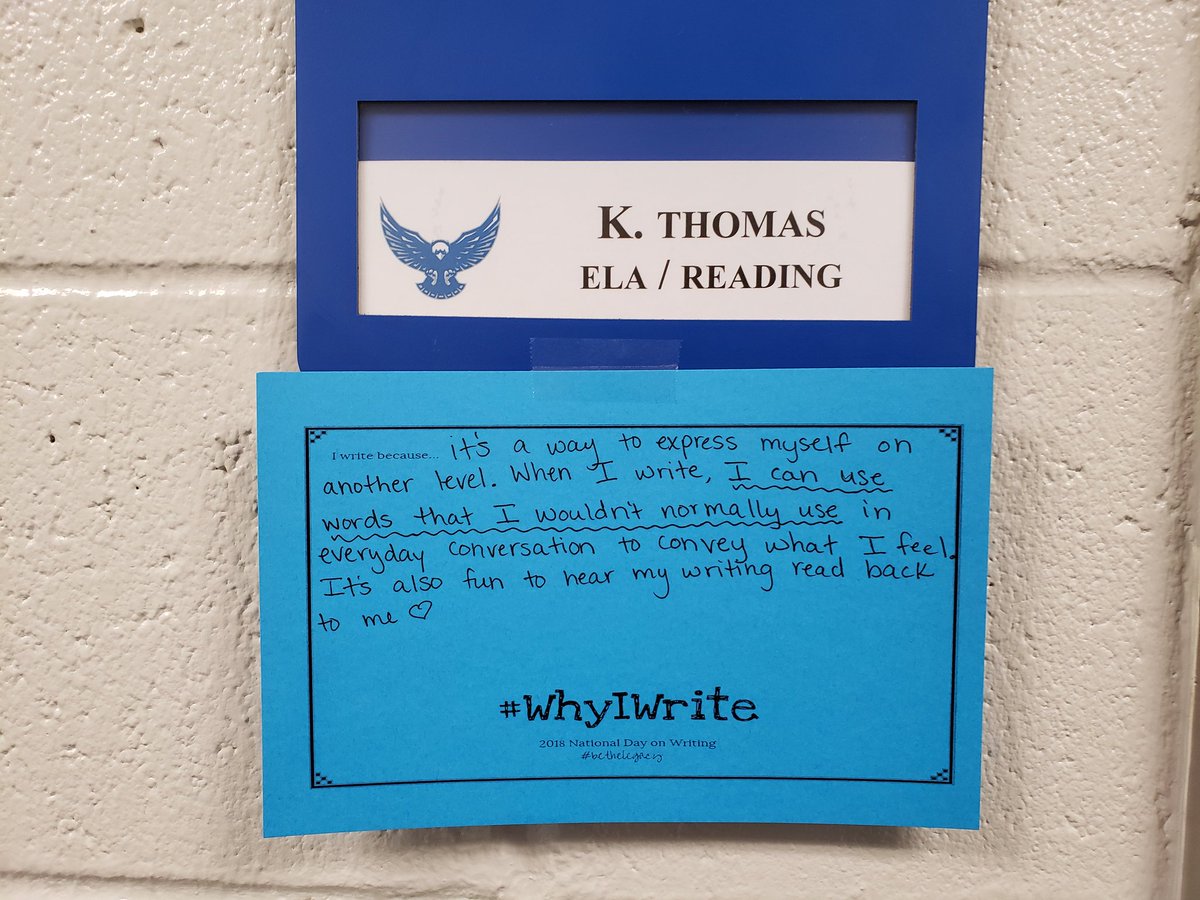 K. THOMAS
ELA / READING
I write because... it's a way to express myself on
another level. When I write, I can use
words that I wouldn't normally use in
everyday conversation to convey what I feel.
It's also fun to hear my writing read back
to me ♡
#WhyIWrite
2018 National Day on Writing
#bethelegacy